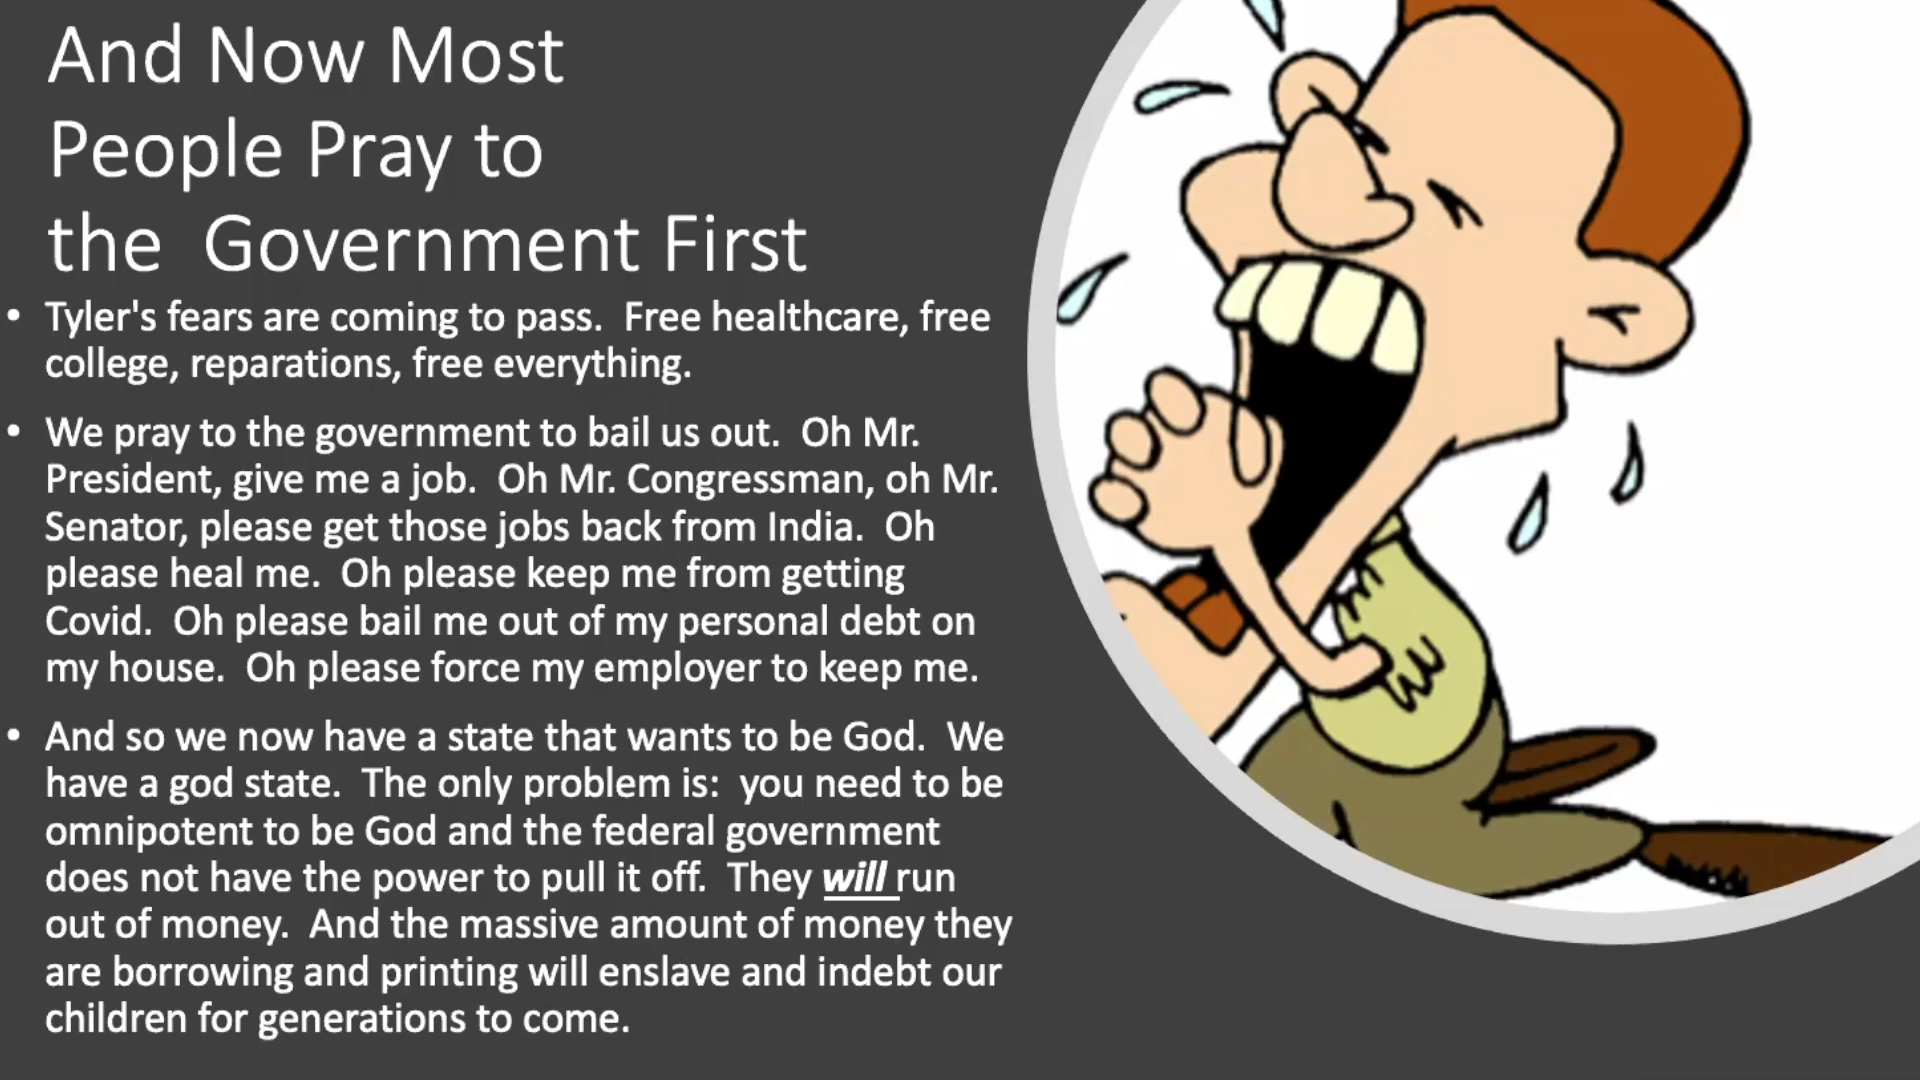 And Now Most
People Pray to
the  Government First
• Tyler's fears are coming to pass.  Free healthcare, free
college, reparations, free everything.
• We pray to the government to bail us out.  Oh Mr.
President, give me a job.  Oh Mr. Congressman, oh Mr.
Senator, please get those jobs back from India.  Oh
please heal me.  Oh please keep me from getting
Covid.  Oh please bail me out of my personal debt on
my house.  Oh please force my employer to keep me.
• And so we now have a state that wants to be God.  We
have a god state.  The only problem is:  you need to be
omnipotent to be God and the federal government
does not have the power to pull it off.  They will run
out of money.  And the massive amount of money they
are borrowing and printing will enslave and indebt our
children for generations to come.